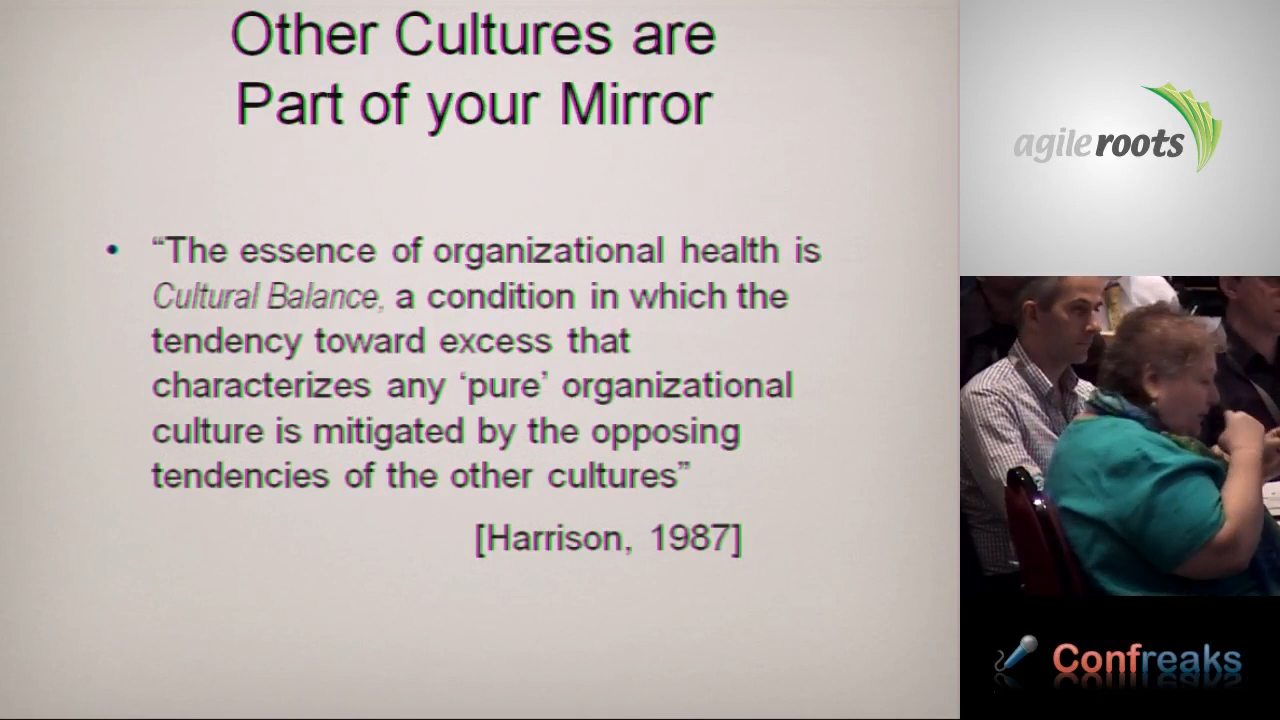 Other Cultures are
Part of your Mirror
• “The essence of organizational health is
Cultural Balance, a condition in which the
tendency toward excess that
characterizes any ‘pure’ organizational
culture is mitigated by the opposing
tendencies of the other cultures”
[Harrison, 1987]
agile roots
Confreaks